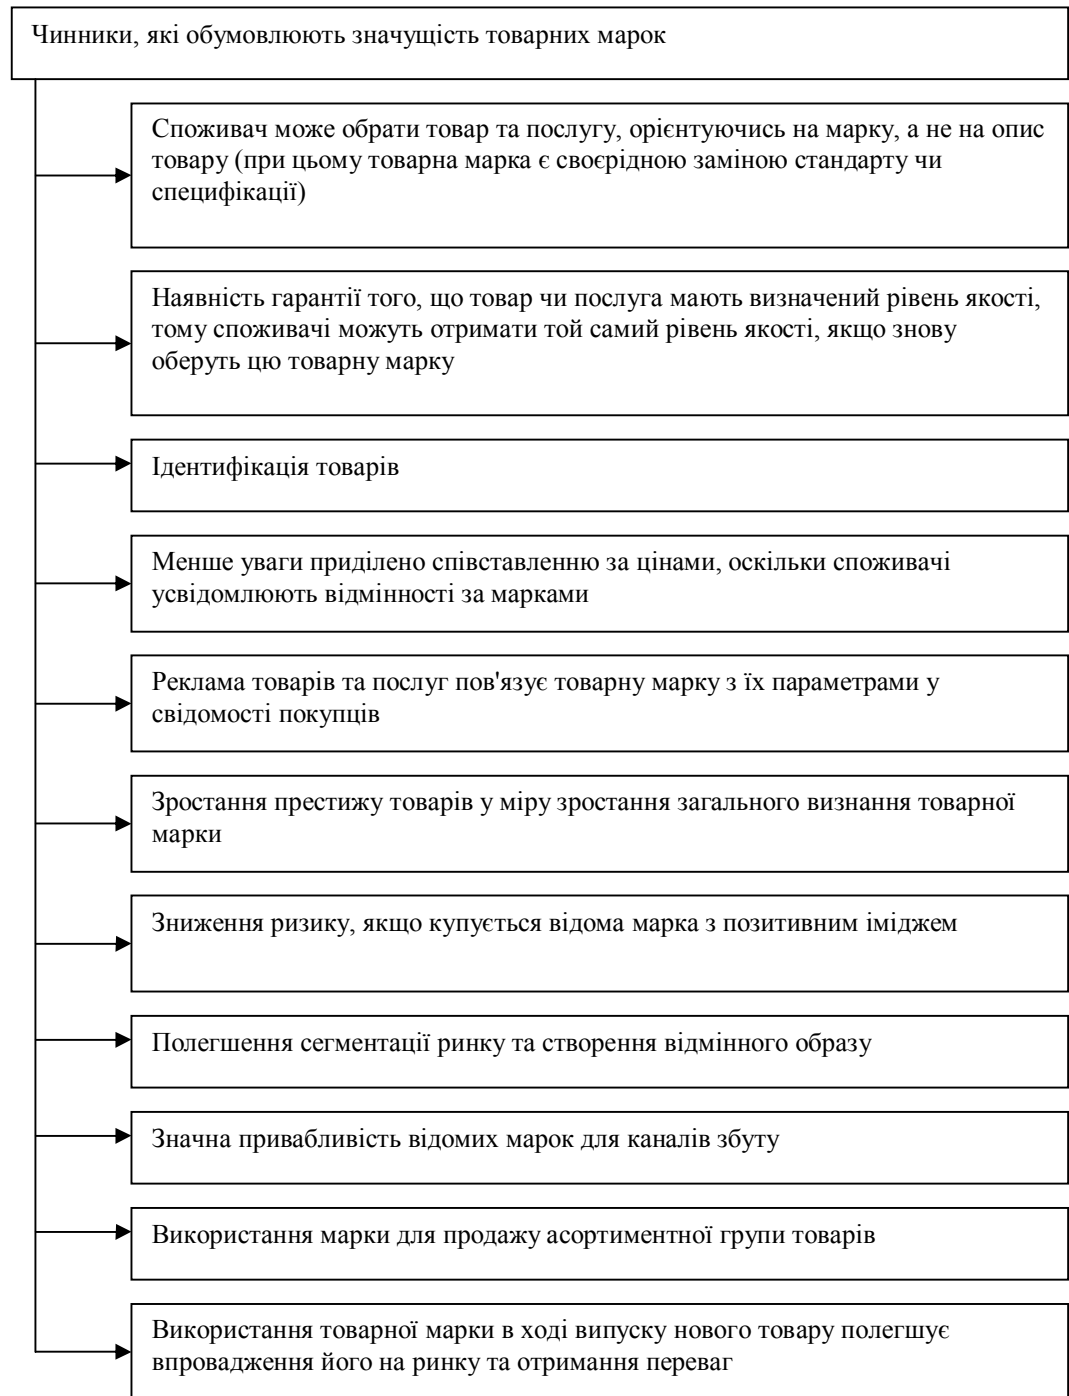 Чинники, які обумовлюють значущість товарних марок
Споживач може обрати товар та послугу, орієнтуючись на марку, а не на опис
товару (при цьому товарна марка є своєрідною заміною стандарту чи
специфікації)
Наявність гарантії того, що товар чи послуга мають визначений рівень якості,
тому споживачі можуть отримати той самий рівень якості, якщо знову
оберуть цю товарну марку
Ідентифікація товарів
Менше уваги приділено співставленню за цінами, оскільки споживачі
усвідомлюють відмінності за марками
Реклама товарів та послуг пов'язує товарну марку з їх параметрами у
свідомості покупців
Зростання престижу товарів у міру зростання загального визнання товарної
марки
Зниження ризику, якщо купується відома марка з позитивним іміджем
Полегшення сегментації ринку та створення відмінного образу
Значна привабливість відомих марок для каналів збуту
Використання марки для продажу асортиментної групи товарів
Використання товарної марки в ході випуску нового товару полегшує
впровадження його на ринку та отримання переваг